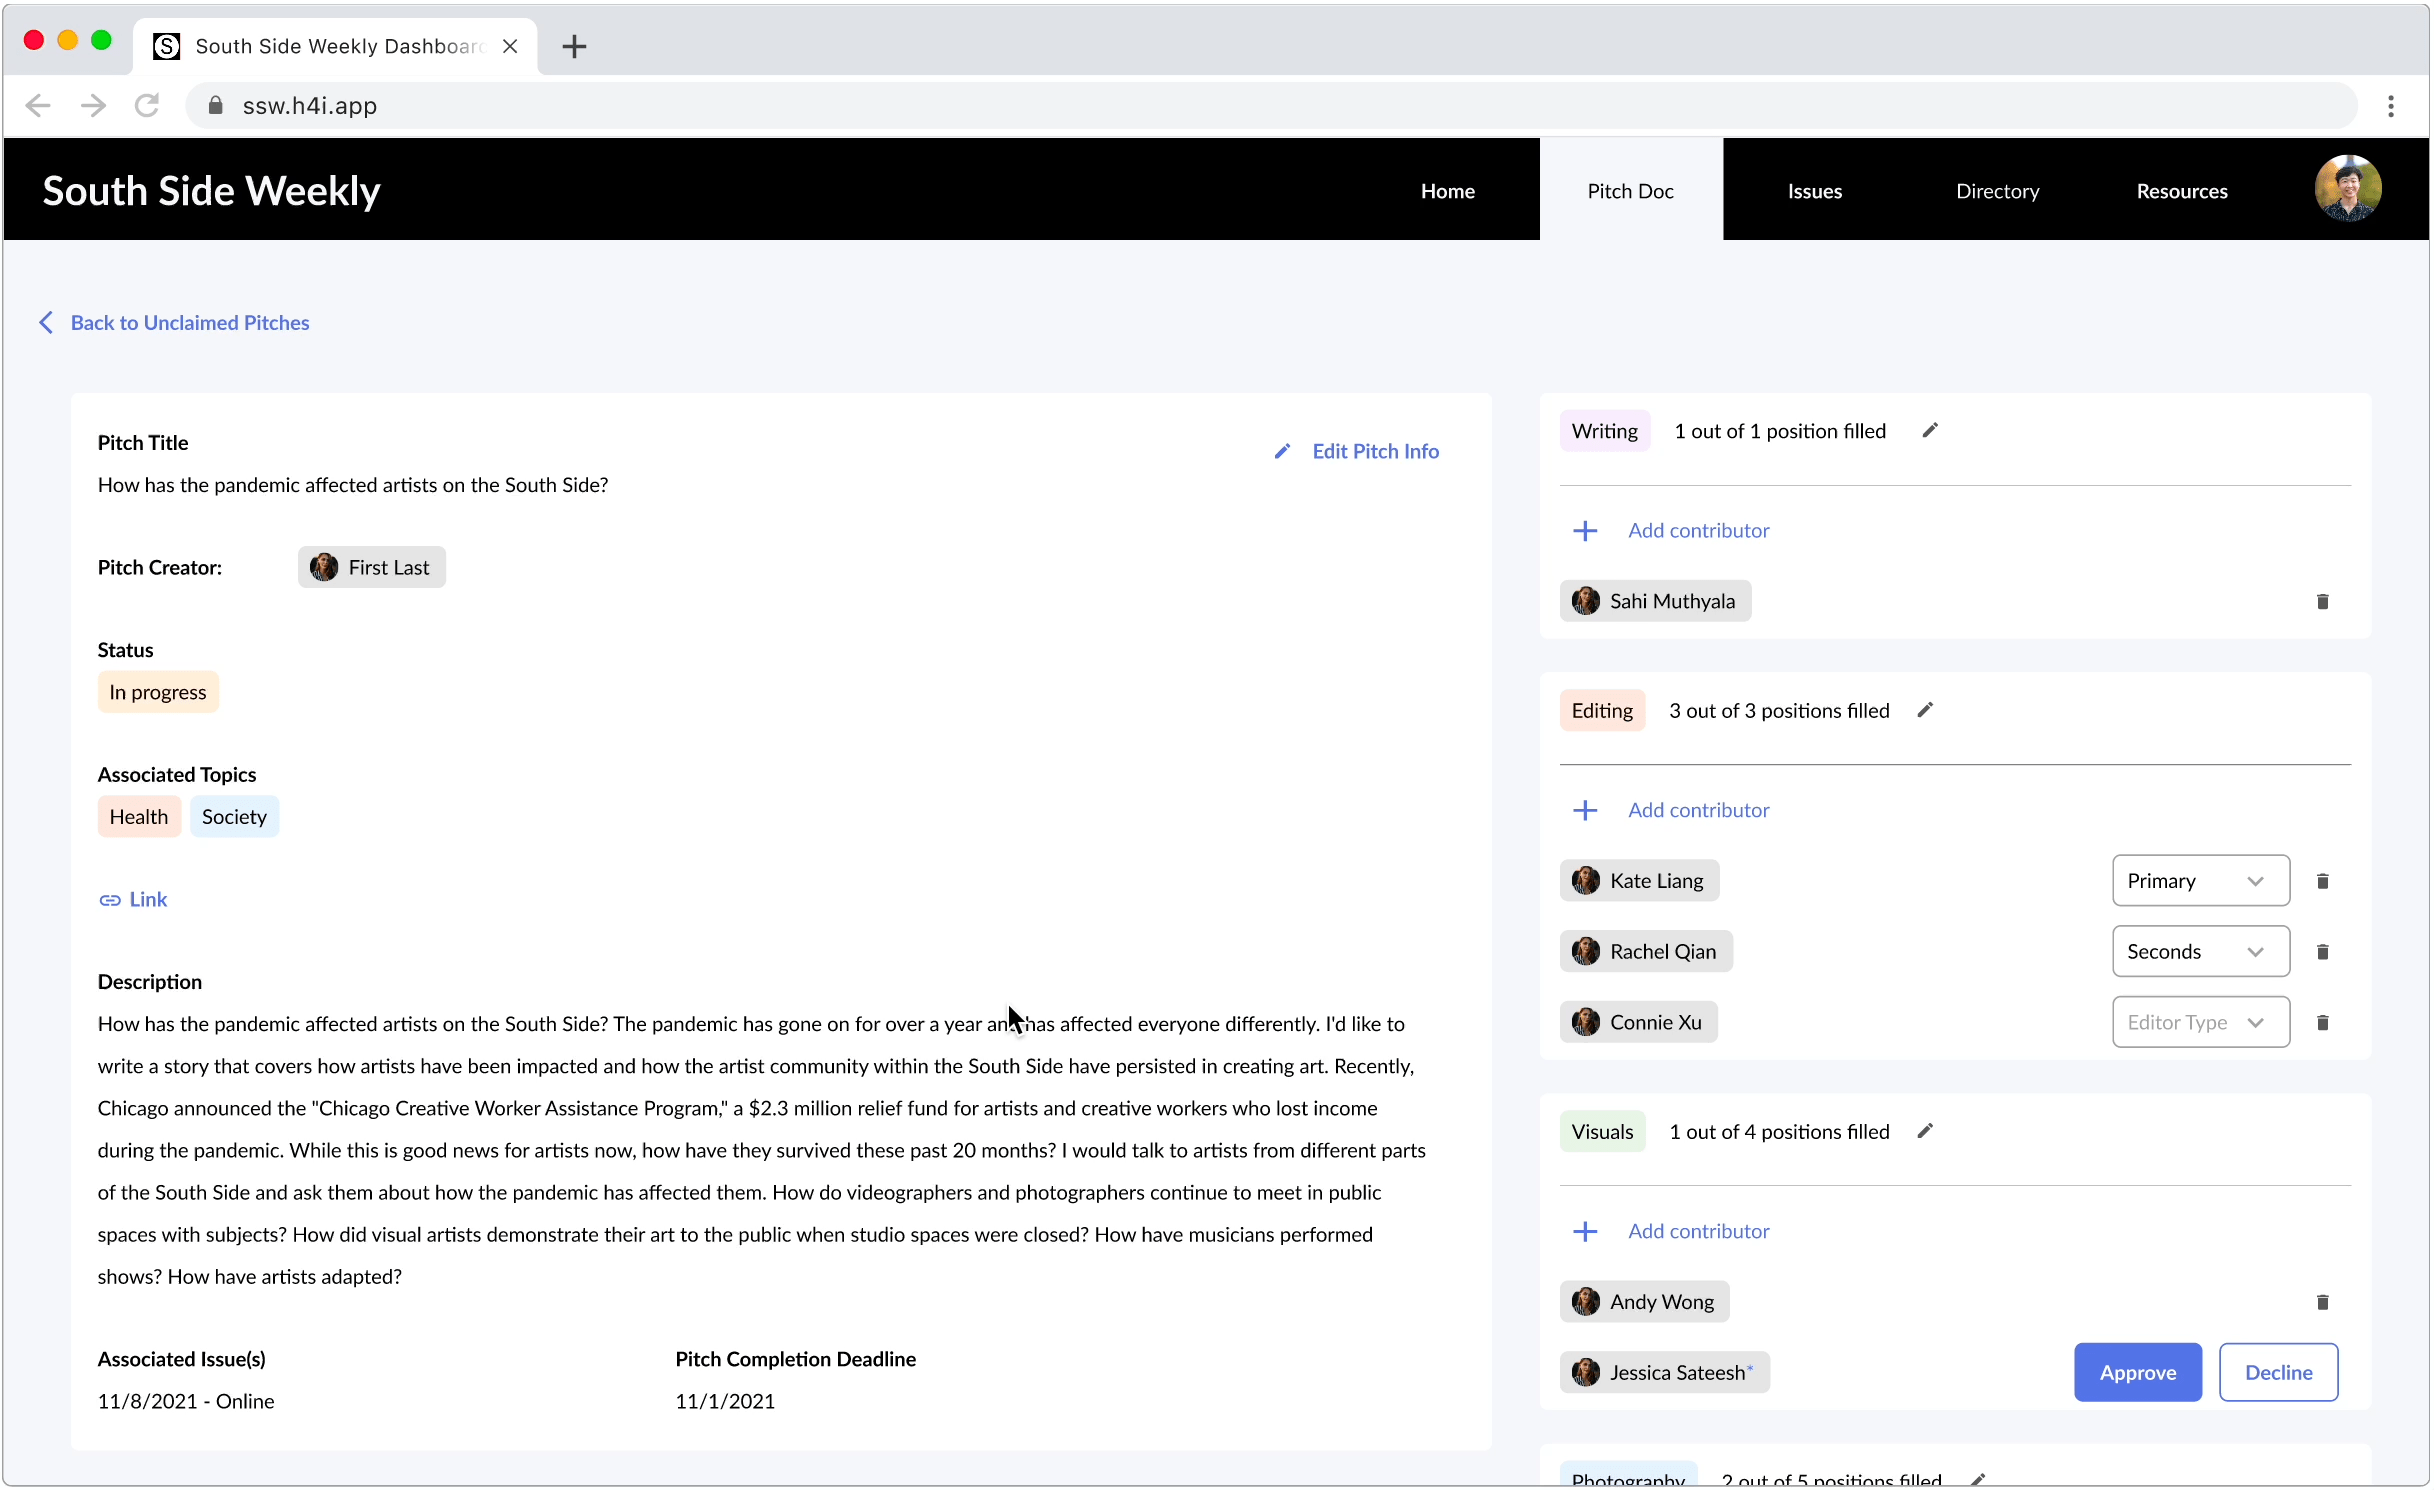 South Side Weekly Dashboard
ssw.h4i.app
South Side Weekly
Home
Pitch Doc
Issues
Directory
Resources
Back to Unclaimed Pitches
Pitch Title
Edit Pitch Info
How has the pandemic affected artists on the South Side?
Pitch Creator:
First Last
Status
In progress
Associated Topics
Health
Society
Link
Description
How has the pandemic affected artists on the South Side? The pandemic has gone on for over a year and has affected everyone differently. I'd like to
write a story that covers how artists have been impacted and how the artist community within the South Side have persisted in creating art. Recently,
Chicago announced the "Chicago Creative Worker Assistance Program," a $2.3 million relief fund for artists and creative workers who lost income
during the pandemic. While this is good news for artists now, how have they survived these past 20 months? I would talk to artists from different parts
of the South Side and ask them about how the pandemic has affected them. How do videographers and photographers continue to meet in public
spaces with subjects? How did visual artists demonstrate their art to the public when studio spaces were closed? How have musicians performed
shows? How have artists adapted?
Associated Issue(s)
11/8/2021 - Online
Pitch Completion Deadline
11/1/2021
Writing
1 out of 1 position filled
Add contributor
Sahi Muthyala
Editing
3 out of 3 positions filled
Add contributor
Kate Liang
Primary
Rachel Qian
Seconds
Connie Xu
Editor Type
Visuals
1 out of 4 positions filled
Add contributor
Andy Wong
Jessica Sateesh*
Approve
Decline
Photography
2 out of 5 positions filled